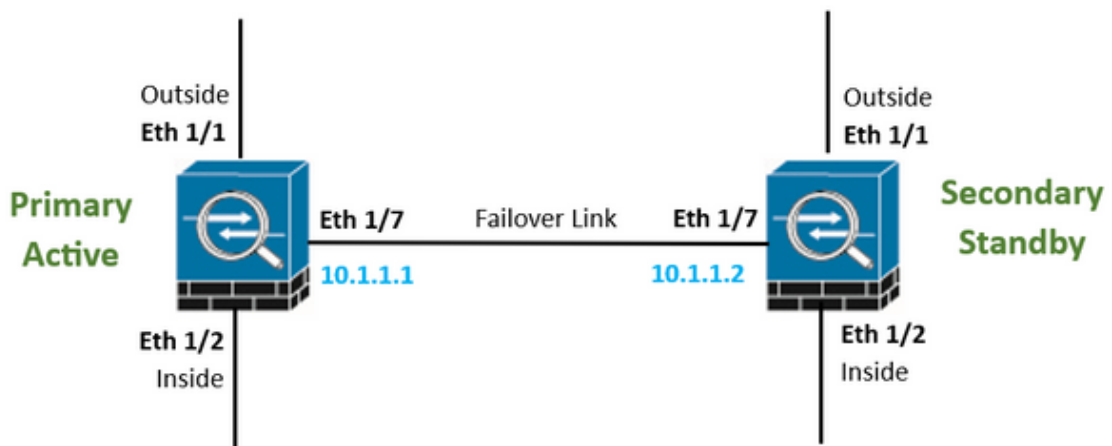 Outside
Eth 1/1
Outside
Eth 1/1
Primary
Active
Eth 1/7
Failover Link
Eth 1/7
10.1.1.1
10.1.1.2
Secondary
Standby
Eth 1/2
Inside
Eth 1/2
Inside